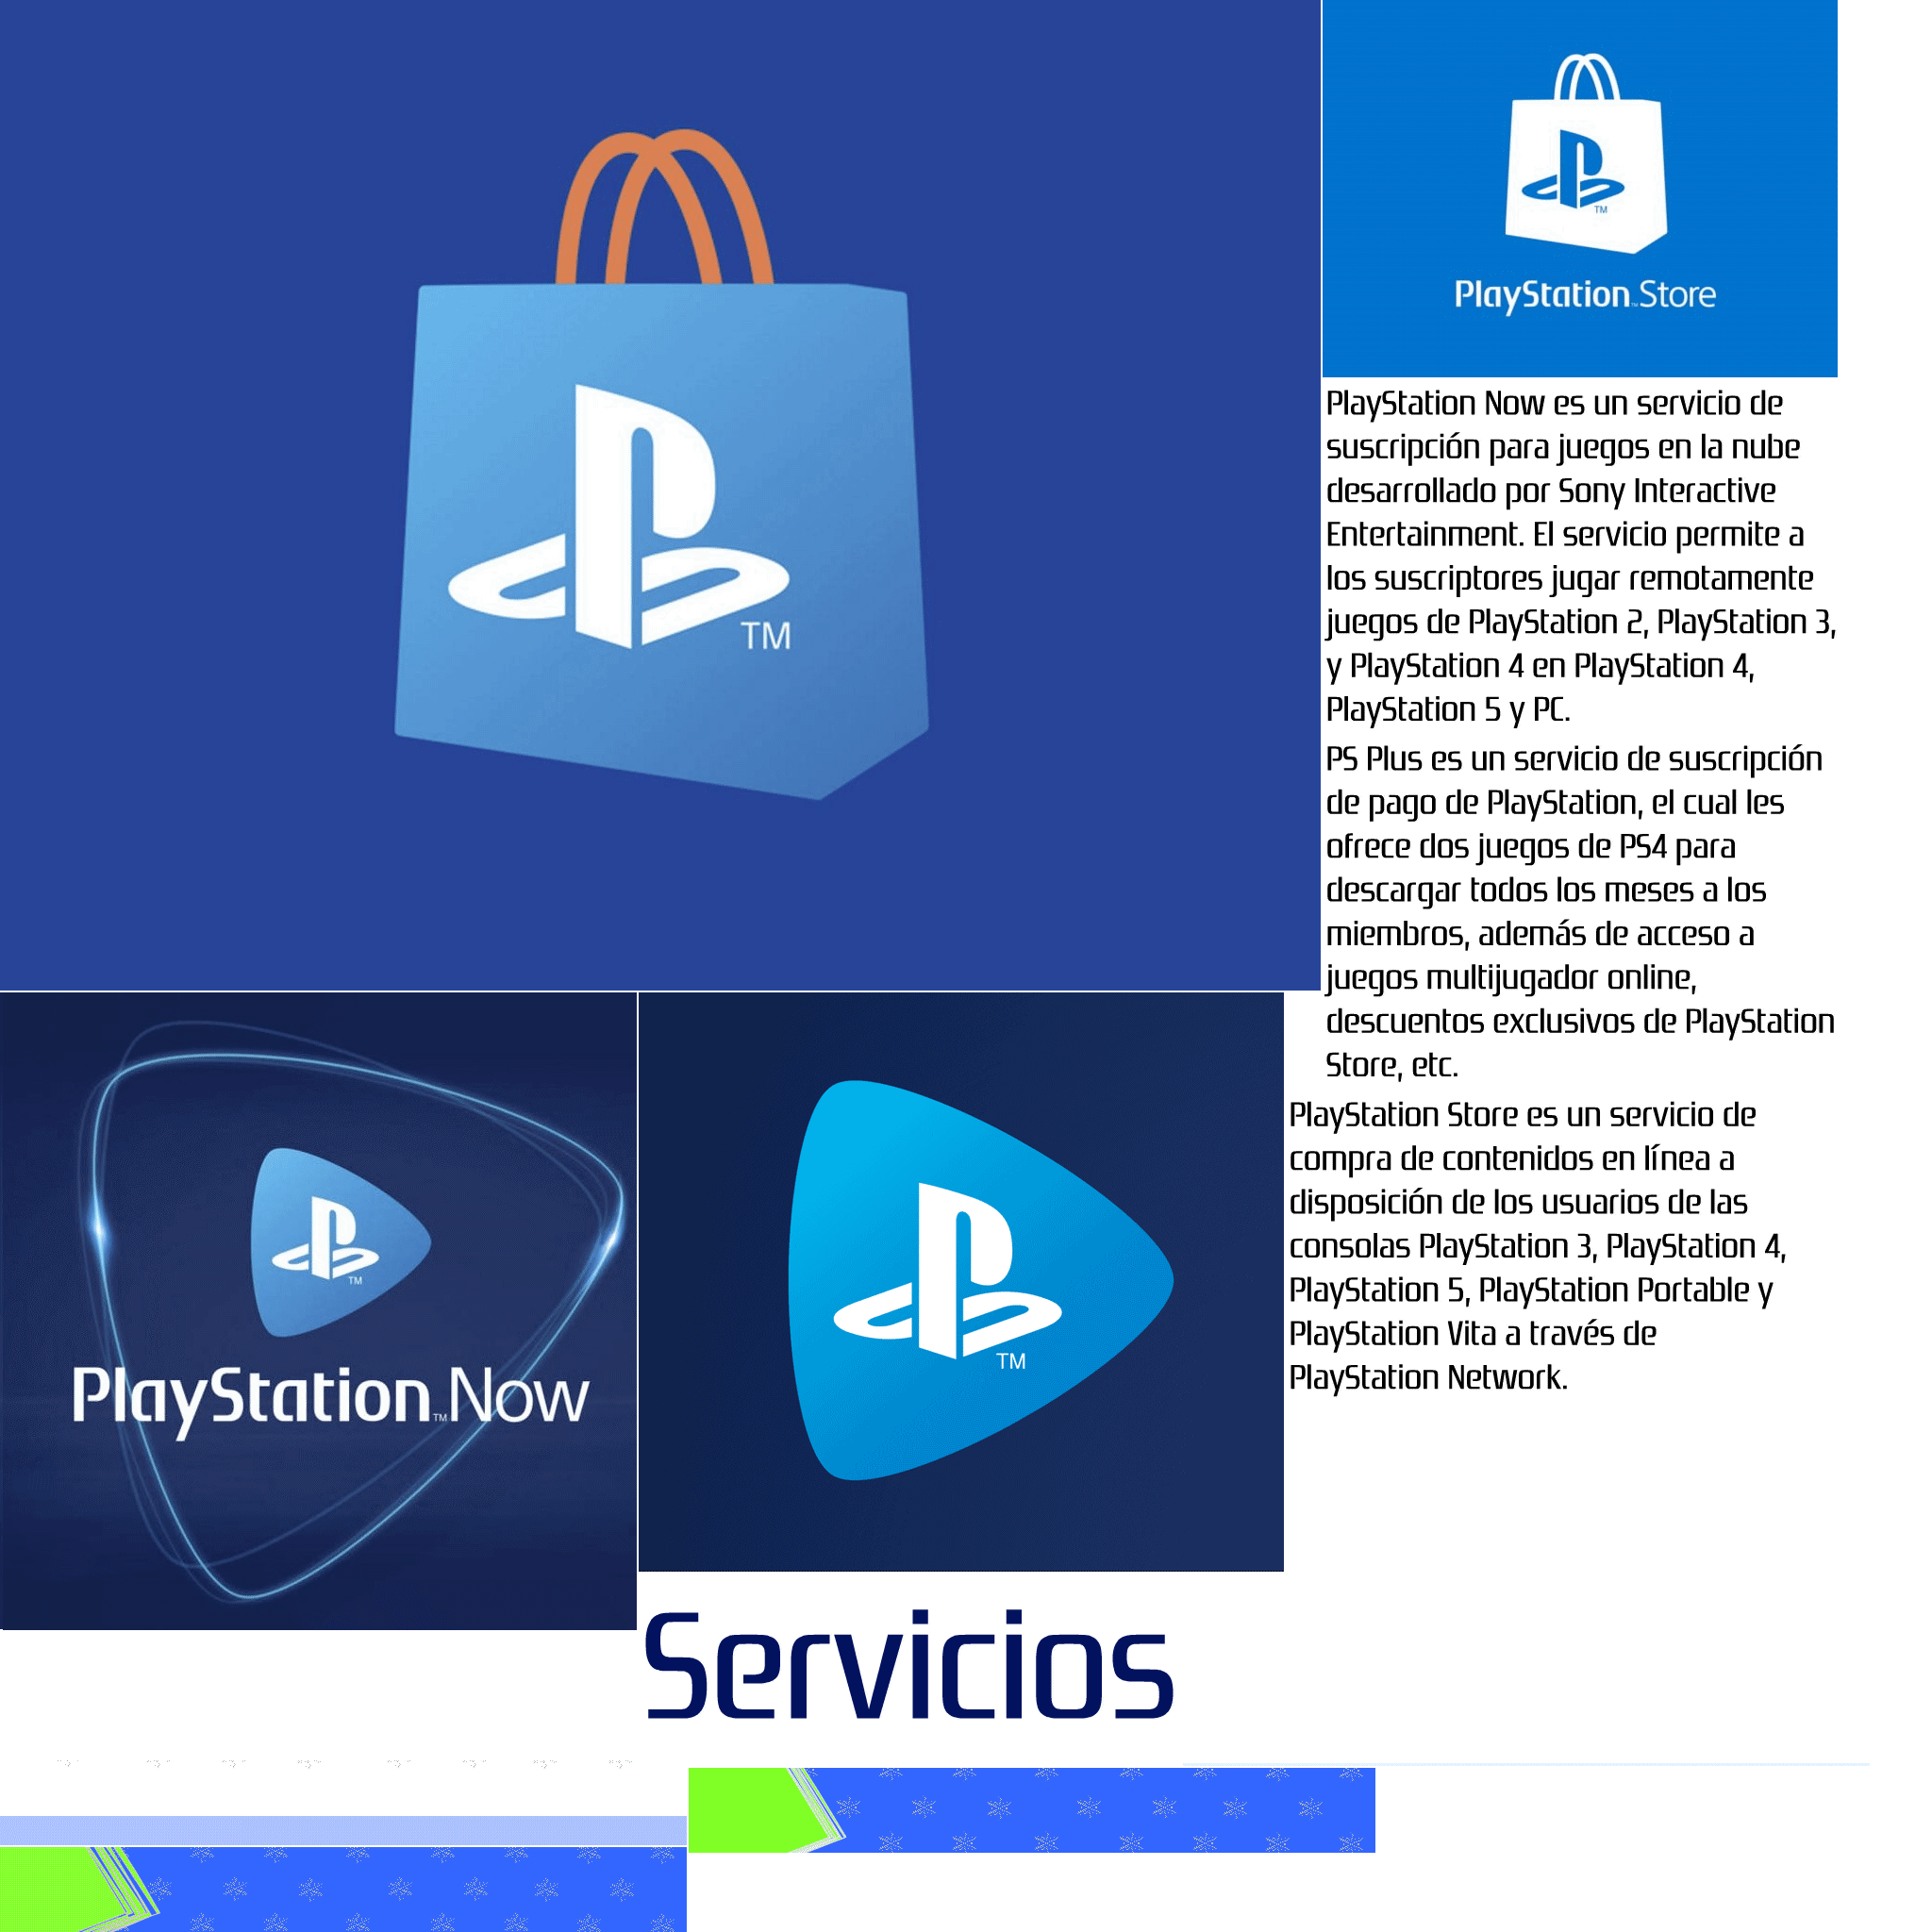 TM
TM
PlayStation™Store
PlayStation Now es un servicio de
suscripción para juegos en la nube
desarrollado por Sony Interactive
Entertainment. El servicio permite a
los suscriptores jugar remotamente
juegos de PlayStation 2, PlayStation 3,
y PlayStation 4 en PlayStation 4,
PlayStation 5 y PC.
PS Plus es un servicio de suscripción
de pago de PlayStation, el cual les
ofrece dos juegos de PS4 para
descargar todos los meses a los
miembros, además de acceso a
juegos multijugador online,
descuentos exclusivos de PlayStation
Store, etc.
PlayStation Store es un servicio de
compra de contenidos en línea a
disposición de los usuarios de las
consolas PlayStation 3, PlayStation 4,
PlayStation 5, PlayStation Portable y
PlayStation Vita a través de
PlayStation Network.
TM
PlayStation™Now
TM
Servicios